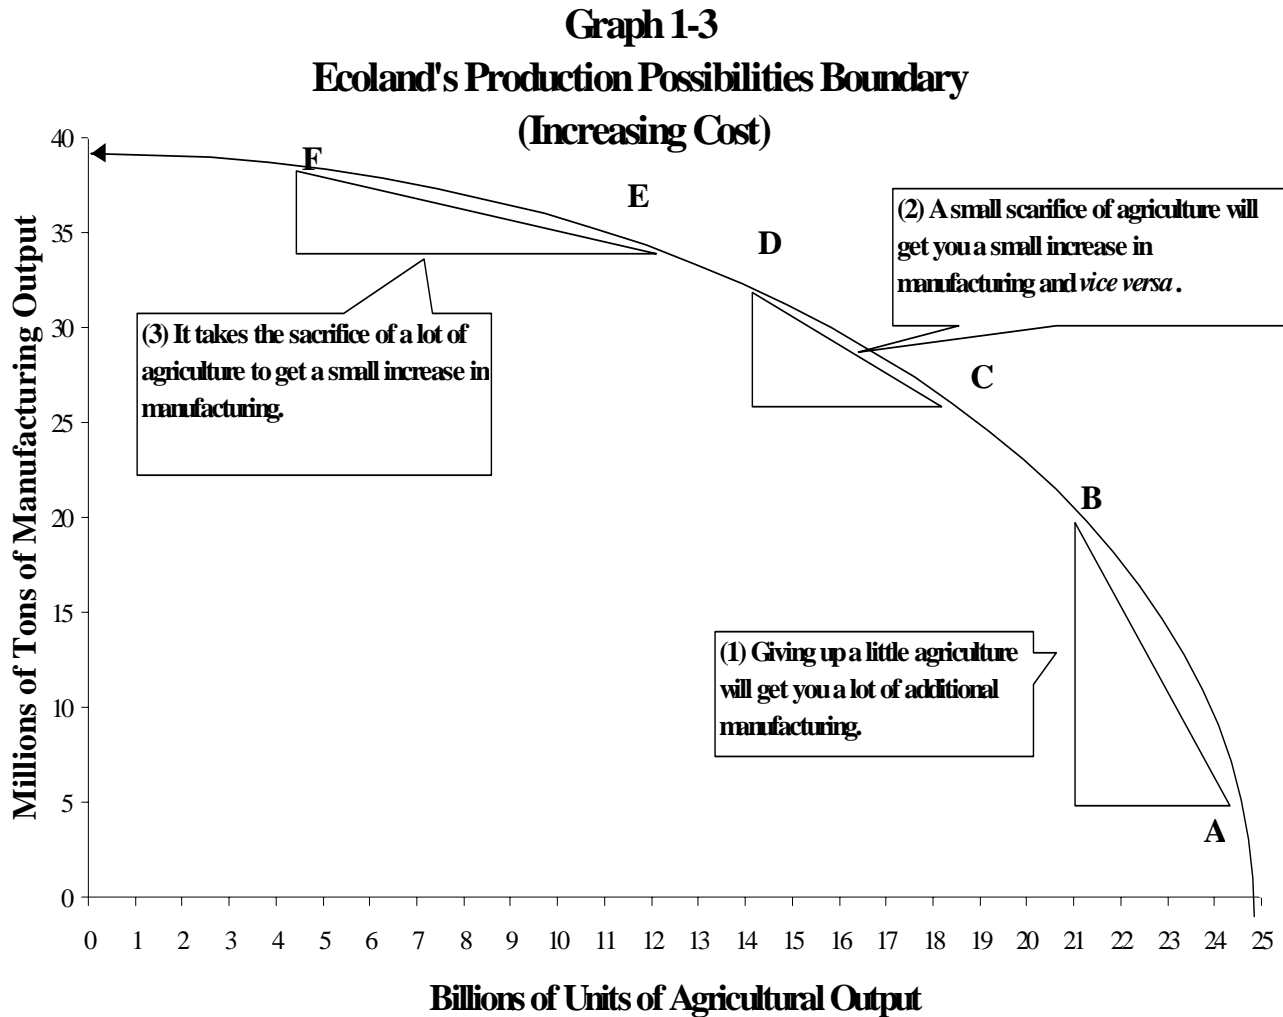 Graph 1-3
Ecoland's Production Possibilities Boundary
(Increasing Cost)
Millions of Tons of Manufacturing Output
40
35
30
25
20
15
10
5
0
F
E
D
C
B
A
(2) A small scarifice of agriculture will
get you a small increase in
manufacturing and vice versa.
(3) It takes the sacrifice of a lot of
agriculture to get a small increase in
manufacturing.
(1) Giving up a little agriculture
will get you a lot of additional
manufacturing.
0 1 2 3 4 5 6 7 8 9 10 11 12 13 14 15 16 17 18 19 20 21 22 23 24 25
Billions of Units of Agricultural Output